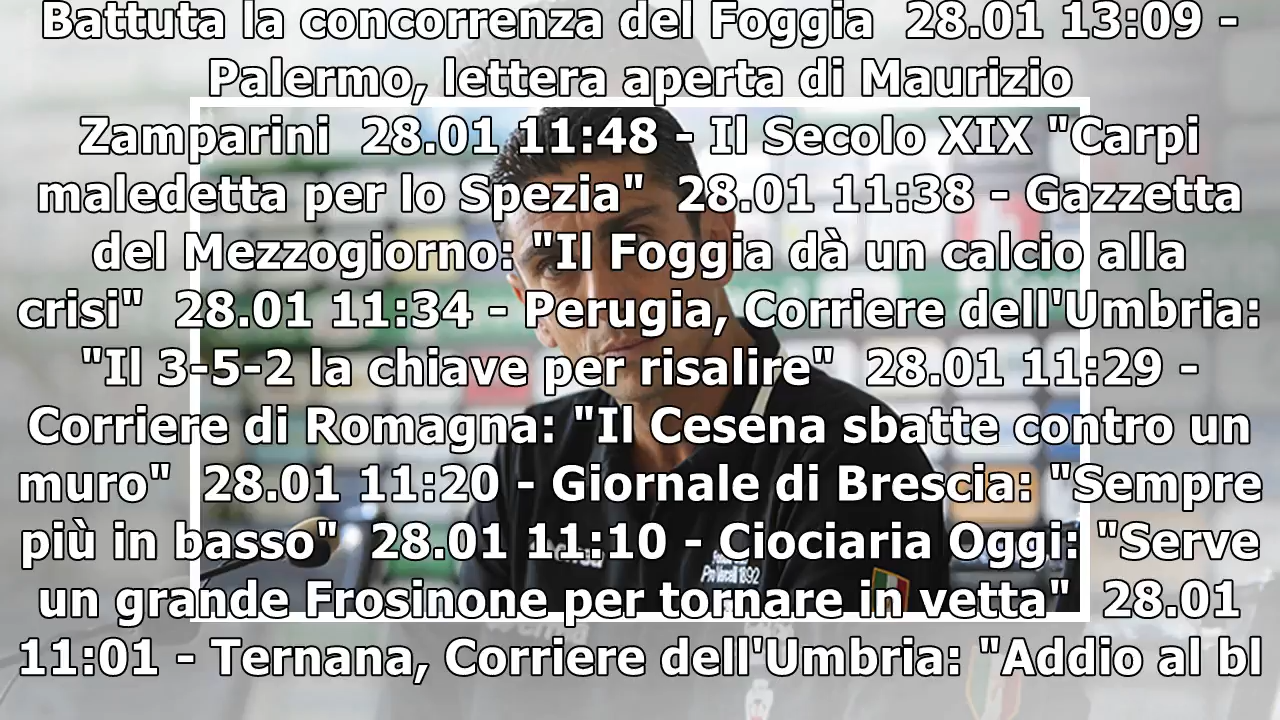 Battuta la concorrenza del Foggia  28.01 13:09 -
Palermo, lettera aperta di Maurizio
Zamparini  28.01 11:48 - Il Secolo XIX "Carpi
maledetta per lo Spezia"  28.01 11:38 - Gazzetta
del Mezzogiorno: "Il Foggia dà un calcio alla
crisi"  28.01 11:34 - Perugia, Corriere dell'Umbria:
"Il 3-5-2 la chiave per risalire"  28.01 11:29 -
Corriere di Romagna: "Il Cesena sbatte contro un
muro"  28.01 11:20 - Giornale di Brescia: "Sempre
più in basso"  28.01 11:10 - Ciociaria Oggi: "Serve
un grande Frosinone per tornare in vetta"  28.01
11:01 - Ternana, Corriere dell'Umbria: "Addio al bl
Pro Vercelli 1892